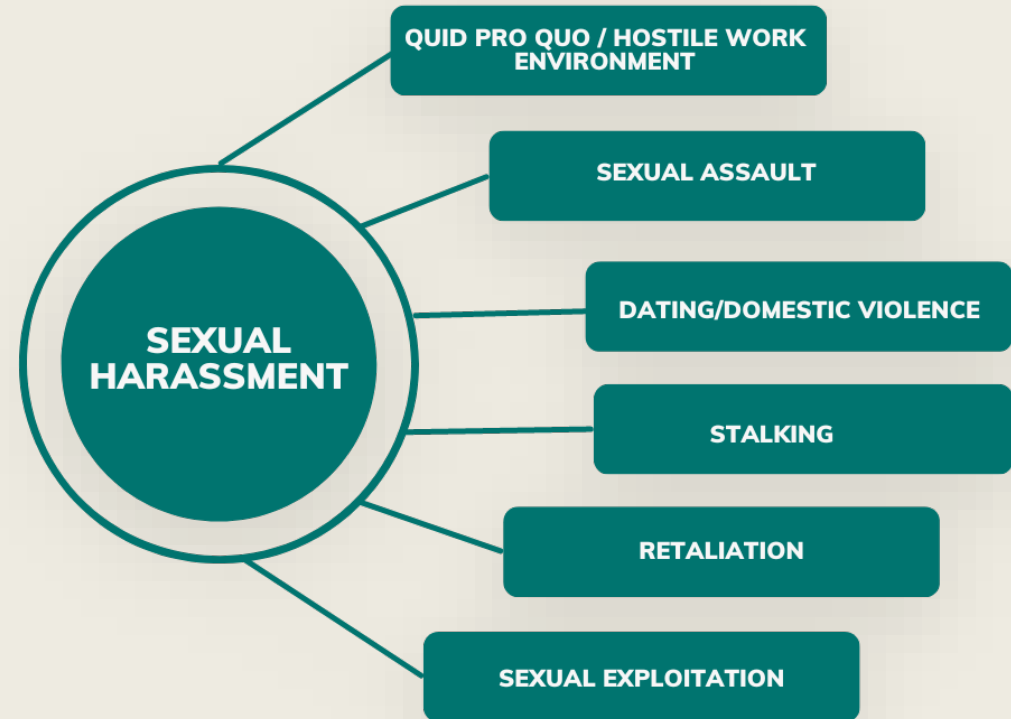 QUID PRO QUO / HOSTILE WORK
ENVIRONMENT
SEXUAL ASSAULT
DATING/DOMESTIC VIOLENCE
SEXUAL
HARASSMENT
STALKING
RETALIATION
SEXUAL EXPLOITATION